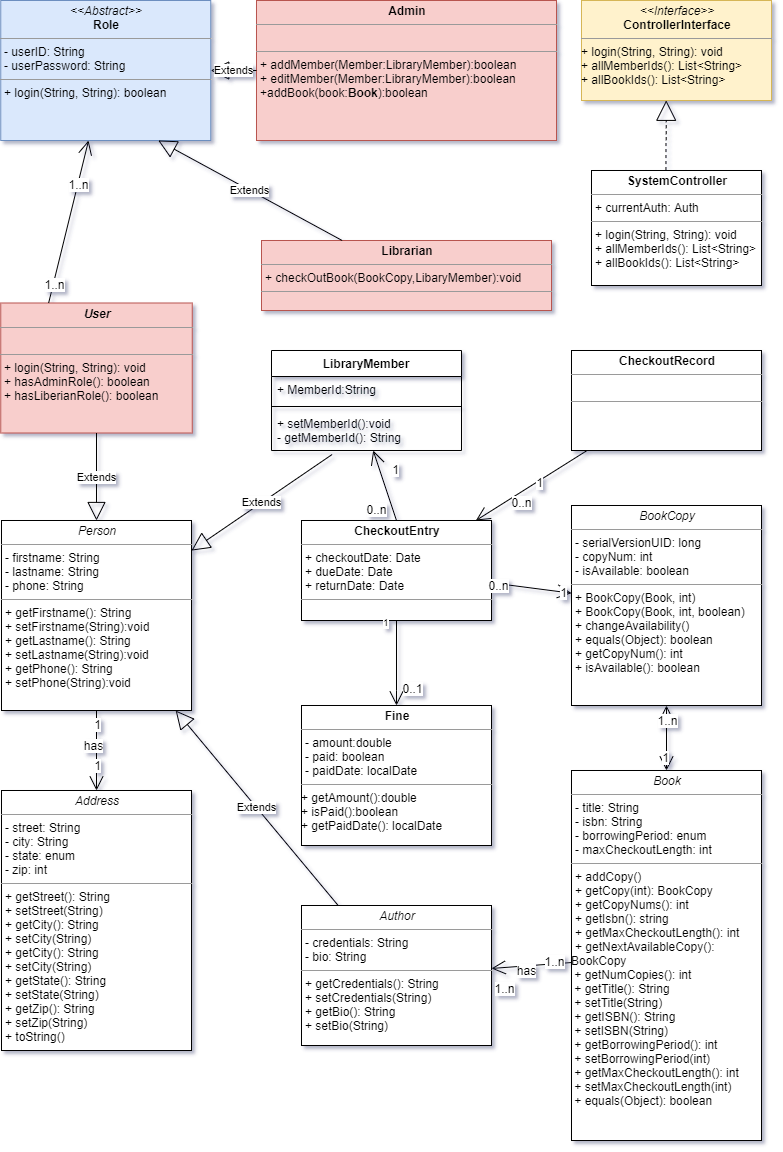 <<Abstract>>
Role
- userID: String
- userPassword: String
+ login(String, String): boolean
Extends
Admin
+ addMember(Member:LibraryMember):boolean
+ editMember(Member:LibraryMember):boolean
+addBook(book:Book):boolean
<<Interface>>
ControllerInterface
+ login(String, String): void
+ allMemberIds(): List<String>
+ allBookIds(): List<String>
SystemController
+ currentAuth: Auth
+ login(String, String): void
+ allMemberIds(): List<String>
+ allBookIds(): List<String>
1..n
1..n
Extends
Librarian
+ checkOutBook(BookCopy,LibaryMember):void
User
+ login(String, String): void
+ hasAdminRole(): boolean
+ hasLiberianRole(): boolean
Extends
LibraryMember
+ MemberId:String
+ setMemberId():void
- getMemberId(): String
CheckoutRecord
Extends
1
0..n
1
0..n
Person
- firstname: String
- lastname: String
- phone: String
+ getFirstname(): String
+ setFirstname(String):void
+ getLastname(): String
+ setLastname(String):void
+ getPhone(): String
+ setPhone(String):void
CheckoutEntry
+ checkoutDate: Date
+ dueDate: Date
+ returnDate: Date
0..n
1
BookCopy
- serialVersionUID: long
- copyNum: int
- isAvailable: boolean
+ BookCopy(Book, int)
+ BookCopy(Book, int, boolean)
+ changeAvailability()
+ equals(Object): boolean
+ getCopyNum(): int
+ isAvailable(): boolean
1
0..1
Fine
- amount:double
- paid: boolean
- paidDate: localDate
+ getAmount():double
+ isPaid():boolean
+ getPaidDate(): localDate
1..n
1
1
has
1
Address
- street: String
- city: String
- state: enum
- zip: int
+ getStreet(): String
+ setStreet(String)
+ getCity(): String
+ setCity(String)
+ getCity(): String
+ setCity(String)
+ getState(): String
+ setState(String)
+ getZip(): String
+ setZip(String)
+ toString()
Extends
Author
- credentials: String
- bio: String
+ getCredentials(): String
+ setCredentials(String)
+ getBio(): String
+ setBio(String)
1..n
has
1..n
Book
- title: String
- isbn: String
- borrowingPeriod: enum
- maxCheckoutLength: int
+ addCopy()
+ getCopy(int): BookCopy
+ getCopyNums(): int
+ getIsbn(): string
+ getMaxCheckoutLength(): int
+ getNextAvailableCopy():
BookCopy
+ getNumCopies(): int
+ getTitle(): String
+ setTitle(String)
+ getISBN(): String
+ setISBN(String)
+ getBorrowingPeriod(): int
+ setBorrowingPeriod(int)
+ getMaxCheckoutLength(): int
+ setMaxCheckoutLength(int)
+ equals(Object): boolean